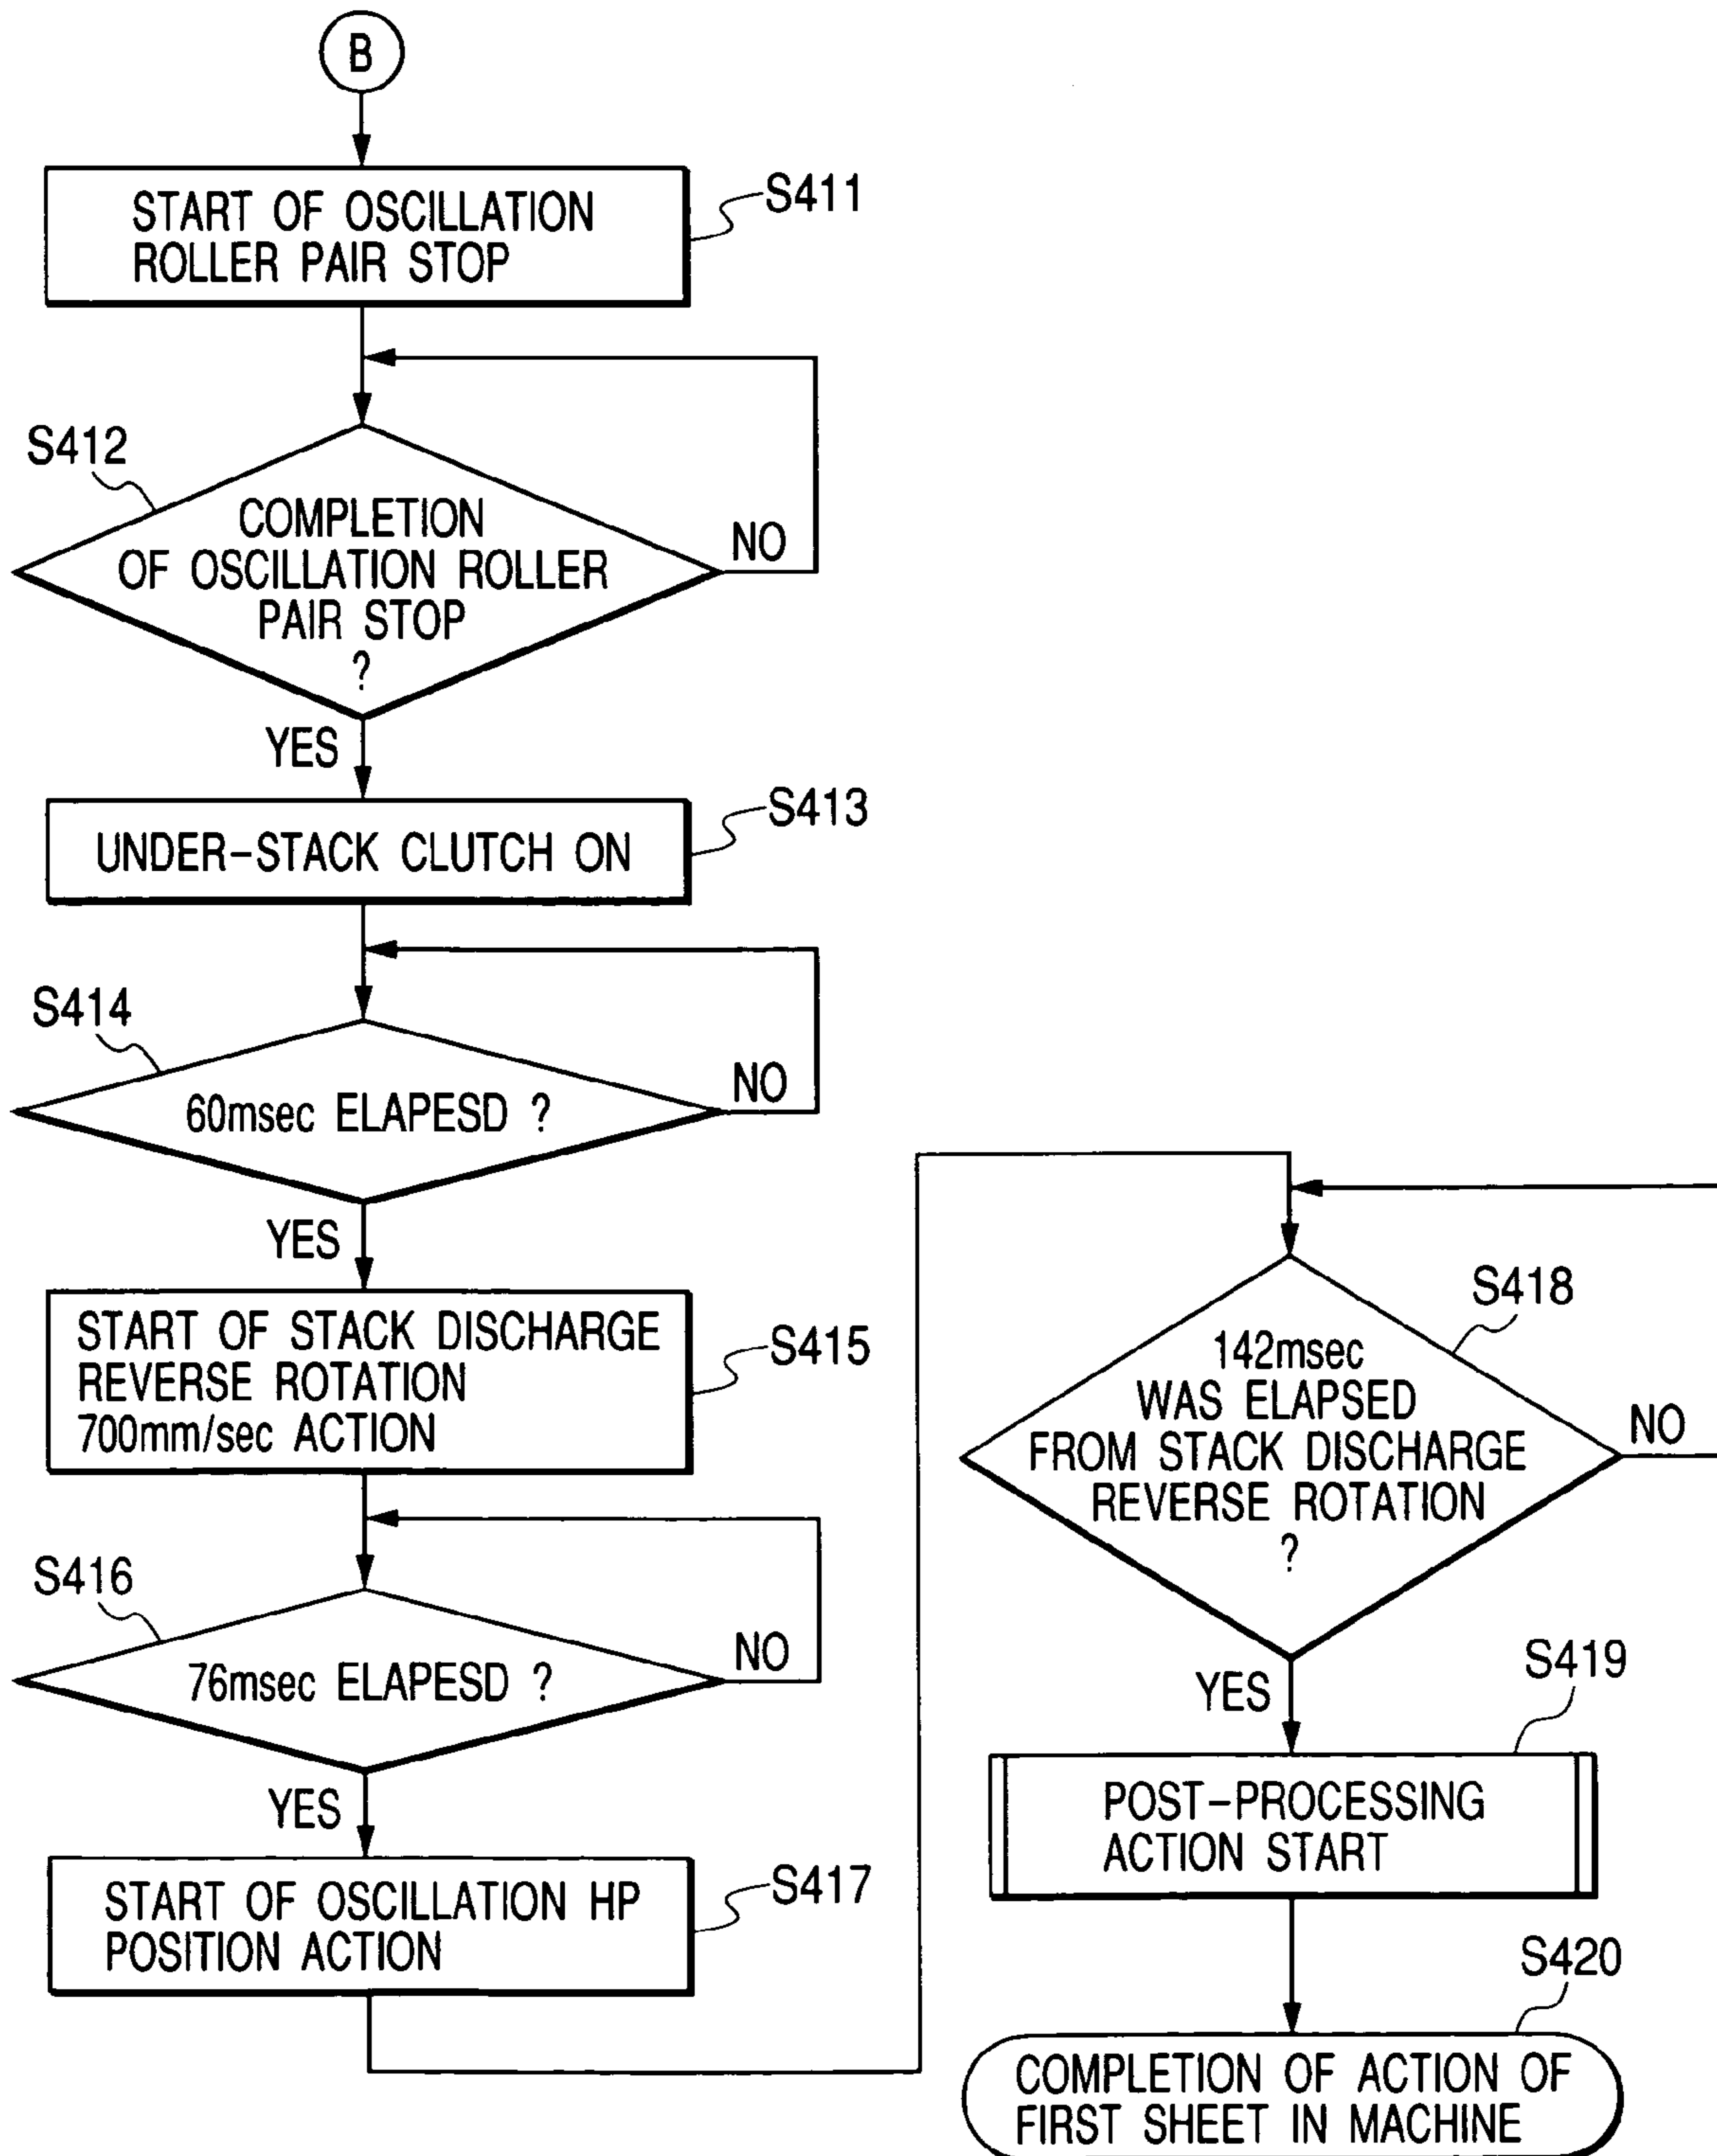 B
START OF OSCILLATION
ROLLER PAIR STOP
S411
S412
COMPLETION
OF OSCILLATION ROLLER
PAIR STOP
?
NO
YES
UNDER-STACK CLUTCH ON
S413
S414
60msec ELAPESD ?
NO
YES
START OF STACK DISCHARGE
REVERSE ROTATION
700mm/sec ACTION
S415
S416
76msec ELAPESD ?
NO
YES
START OF OSCILLATION HP
POSITION ACTION
S417
S418
142msec
WAS ELAPSED
FROM STACK DISCHARGE
REVERSE ROTATION
?
NO
YES
S419
POST-PROCESSING
ACTION START
S420
COMPLETION OF ACTION OF
FIRST SHEET IN MACHINE